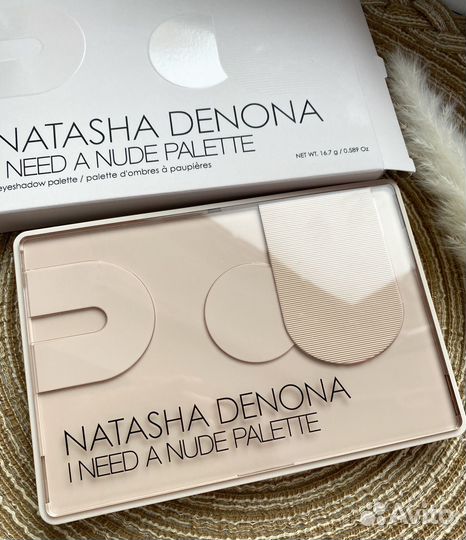 NATASHA DENONA
I NEED A NUDE PALETTE
eyeshadow palette / palette d'ombres à paupières
NET WT. 16.7 g / 0.589 Oz
NATASHA DENONA
I NEED A NUDE PALETTE
Avito